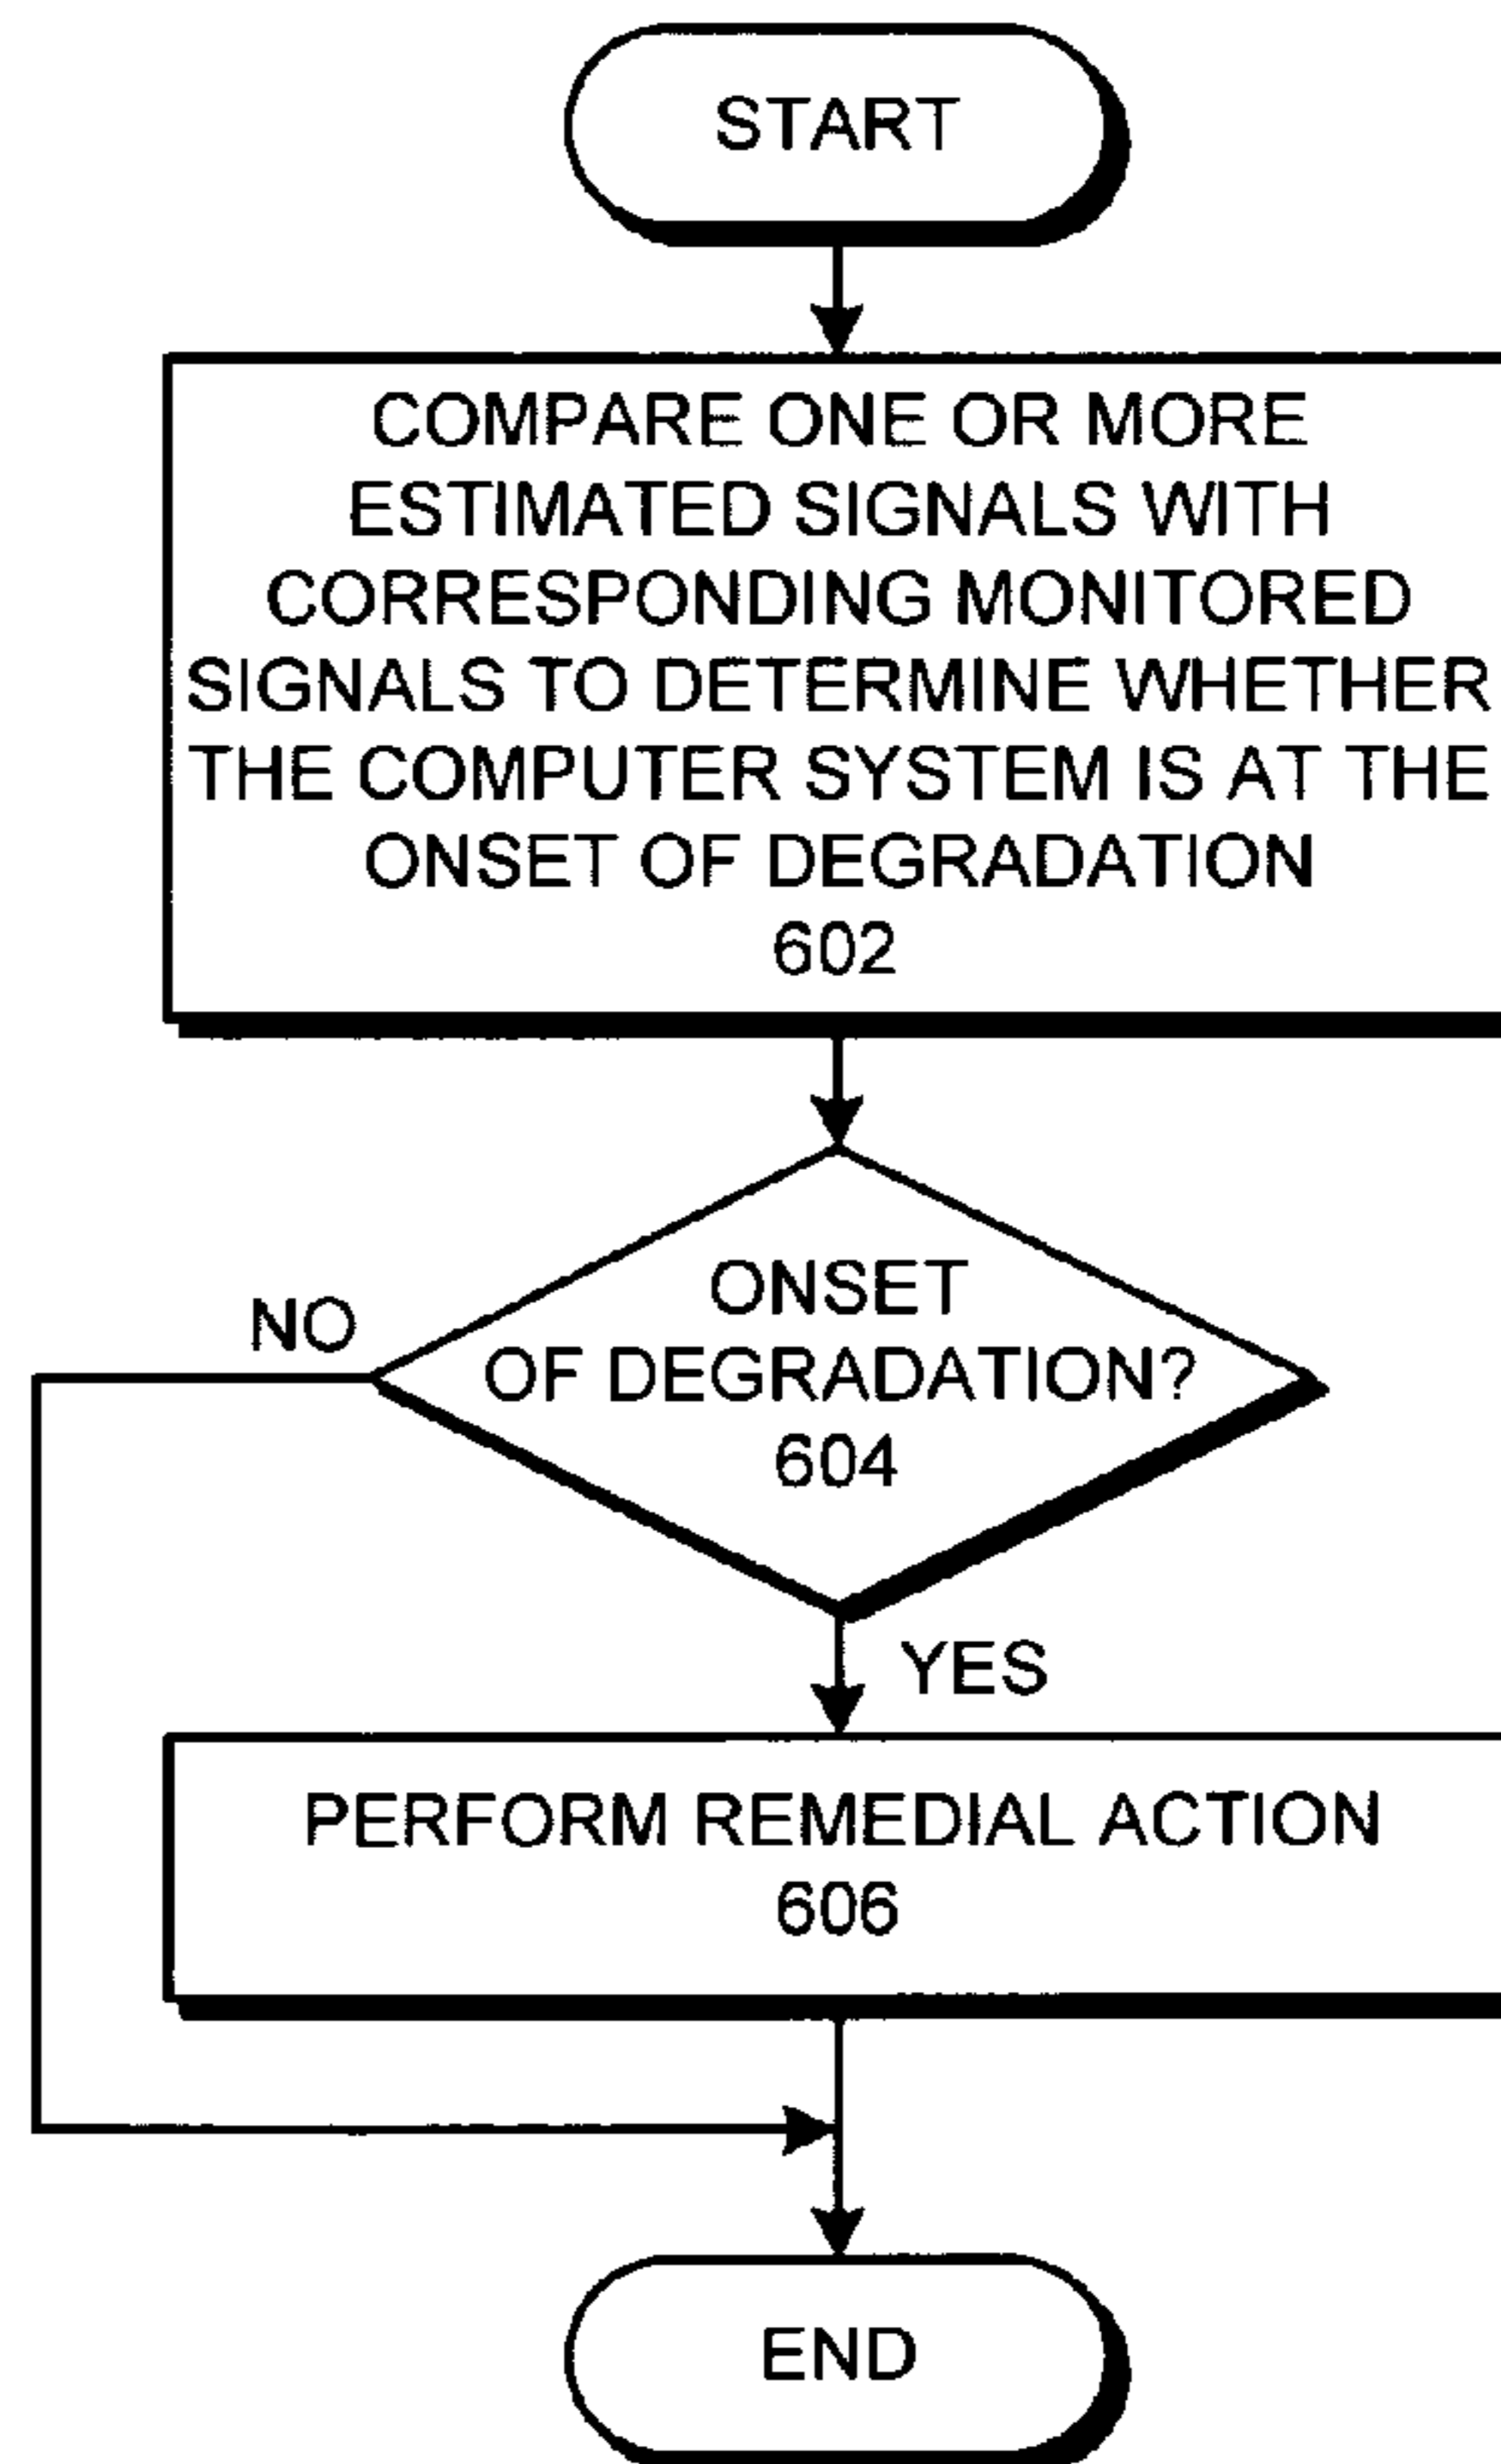 START
COMPARE ONE OR MORE
ESTIMATED SIGNALS WITH
CORRESPONDING MONITORED
SIGNALS TO DETERMINE WHETHER
THE COMPUTER SYSTEM IS AT THE
ONSET OF DEGRADATION
602
ONSET
OF DEGRADATION?
604
NO
YES
PERFORM REMEDIAL ACTION
606
END